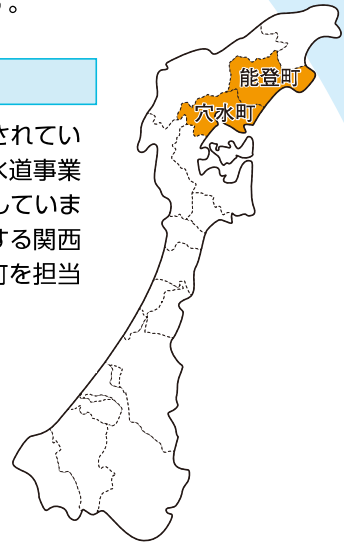 。
能登町
穴水町
されてい
水道事業
していま
する関西
町を担当